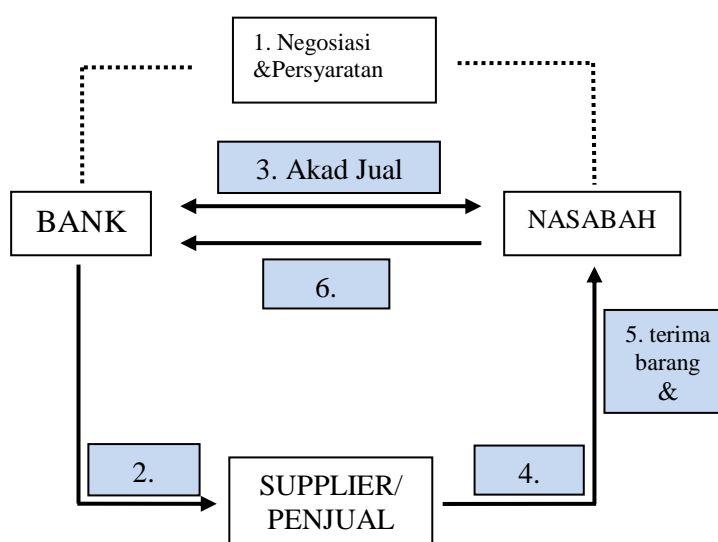 1. Negosiasi
&Persyaratan
3. Akad Jual
BANK
NASABAH
6.
5. terima
barang
&
2.
SUPPLIER/
PENJUAL
4.